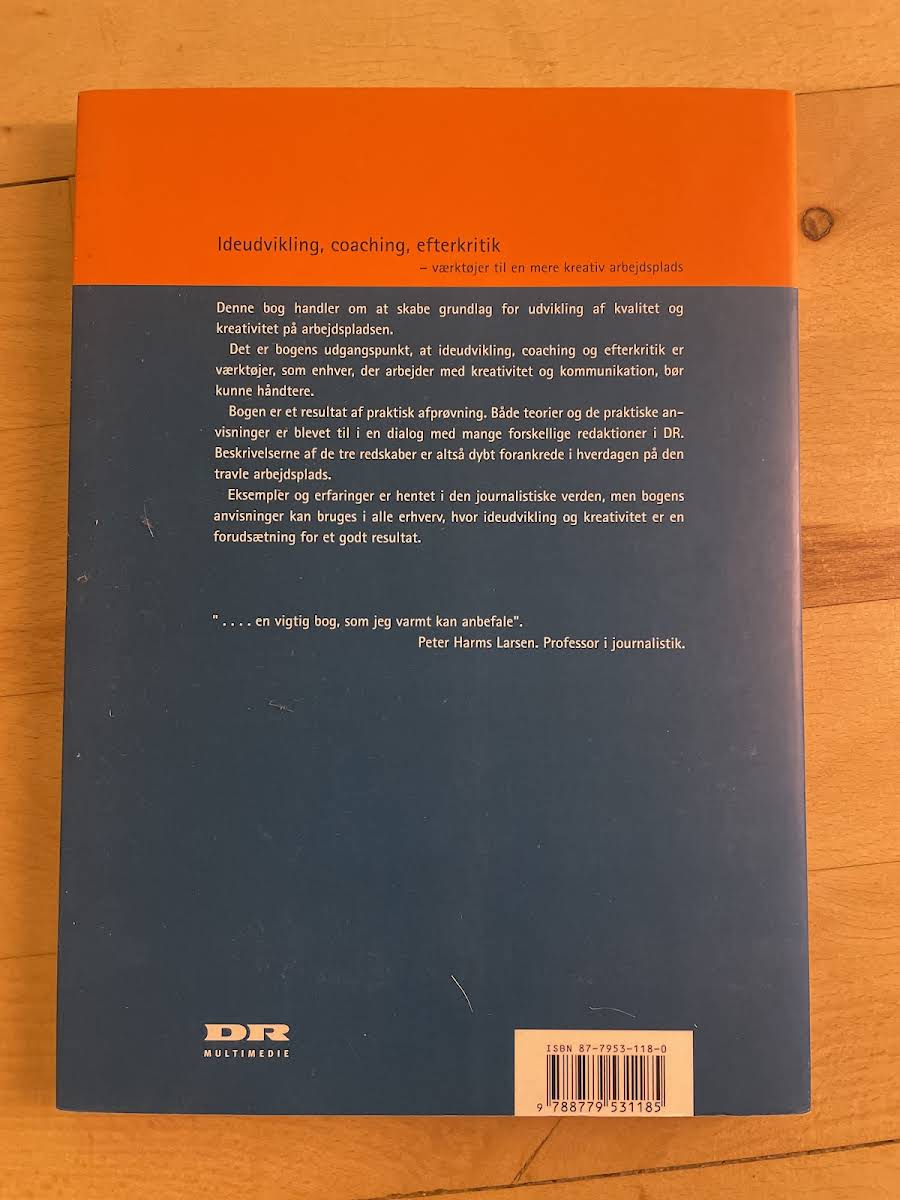 Ideudvikling, coaching, efterkritik
– værktøjer til en mere kreativ arbejdsplads
Denne bog handler om at skabe grundlag for udvikling af kvalitet og
kreativitet på arbejdspladsen.
Det er bogens udgangspunkt, at ideudvikling, coaching og efterkritik er
værktøjer, som enhver, der arbejder med kreativitet og kommunikation, bør
kunne håndtere.
Bogen er et resultat af praktisk afprøvning. Både teorier og de praktiske an-
visninger er blevet til i en dialog med mange forskellige redaktioner i DR.
Beskrivelserne af de tre redskaber er altså dybt forankrede i hverdagen på den
travle arbejdsplads.
Eksempler og erfaringer er hentet i den journalistiske verden, men bogens
anvisninger kan bruges i alle erhverv, hvor ideudvikling og kreativitet er en
forudsætning for et godt resultat.
" . . . . en vigtig bog, som jeg varmt kan anbefale".
Peter Harms Larsen. Professor i journalistik.
DR
MULTIMEDIE
ISBN 87-7953-118-0
9 788779 531185